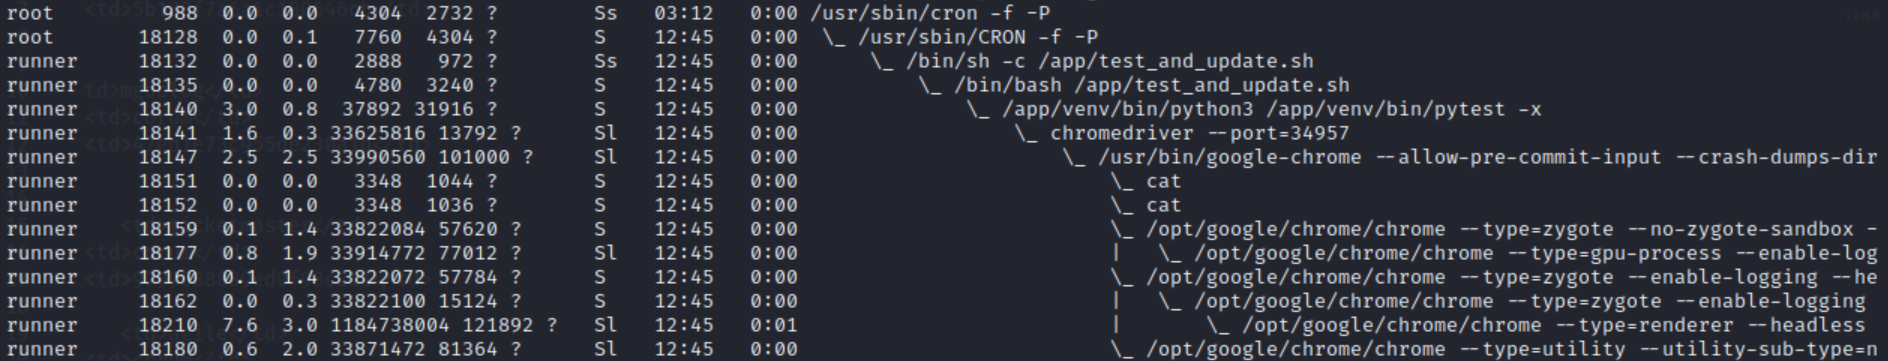 root 988 0.0 0.0 4304 2732 ? Ss 03:12 0:00 /usr/sbin/cron -f -P
root 18128 0.0 0.1 7760 4304 ? S 12:45 0:00 \_ /usr/sbin/CRON -f -P
runner 18132 0.0 0.0 2888 972 ? Ss 12:45 0:00 \_ /bin/sh -c /app/test_and_update.sh
runner 18135 0.0 0.0 4780 3240 ? S 12:45 0:00 \_ /bin/bash /app/test_and_update.sh
runner 18140 3.0 0.8 37892 31916 ? S 12:45 0:00 \_ /app/venv/bin/python3 /app/venv/bin/pytest -x
runner 18141 1.6 0.3 33625816 13792 ? Sl 12:45 0:00 \_ chromedriver --port=34957
runner 18147 2.5 2.5 33990560 101000 ? Sl 12:45 0:00 \_ /usr/bin/google-chrome --allow-pre-commit-input --crash-dumps-dir
runner 18151 0.0 0.0 3348 1044 ? S 12:45 0:00 \_ cat
runner 18152 0.0 0.0 3348 1036 ? S 12:45 0:00 \_ cat
runner 18159 0.1 1.4 33822084 57620 ? S 12:45 0:00 \_ /opt/google/chrome/chrome --type=zygote --no-zygote-sandbox -
runner 18177 0.8 1.9 33914772 77012 ? Sl 12:45 0:00 | \_ /opt/google/chrome/chrome --type=gpu-process --enable-log
runner 18160 0.1 1.4 33822072 57784 ? S 12:45 0:00 \_ /opt/google/chrome/chrome --type=zygote --enable-logging --he
runner 18162 0.0 0.3 33822100 15124 ? S 12:45 0:00 | \_ /opt/google/chrome/chrome --type=zygote --enable-logging
runner 18210 7.6 3.0 1184738004 121892 ? Sl 12:45 0:01 | \_ /opt/google/chrome/chrome --type=renderer --headless
runner 18180 0.6 2.0 33871472 81364 ? Sl 12:45 0:00 \_ /opt/google/chrome/chrome --type=utility --utility-sub-type=n